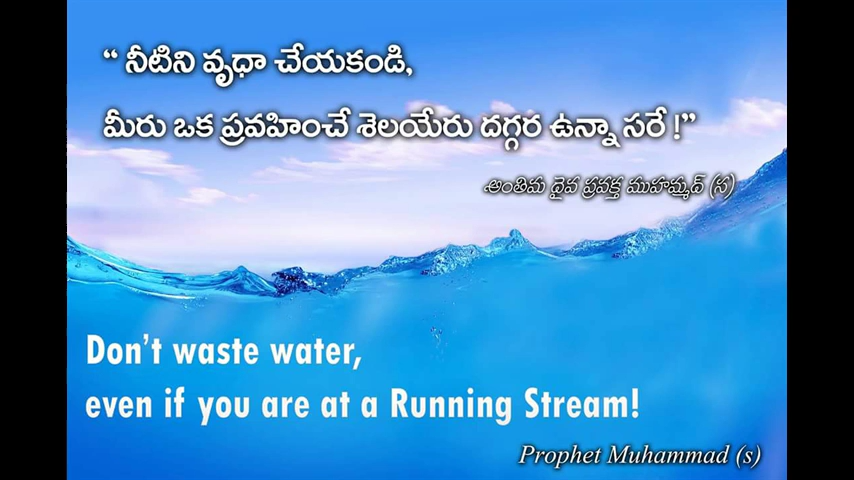 “ నీటిని వృధా చేయకండి,
మీరు ఒక ప్రవహించే శెలయేరు దగ్గర ఉన్నా సరే !”
అంతిమ దైవ ప్రవక్త ముహమ్మద్ (స)
Don’t waste water,
even if you are at a Running Stream!
Prophet Muhammad (s)